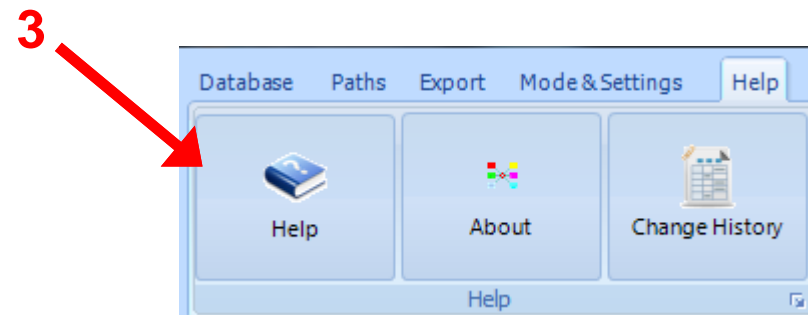 3
Database Paths Export Mode & Settings Help
Help About Change History
Help